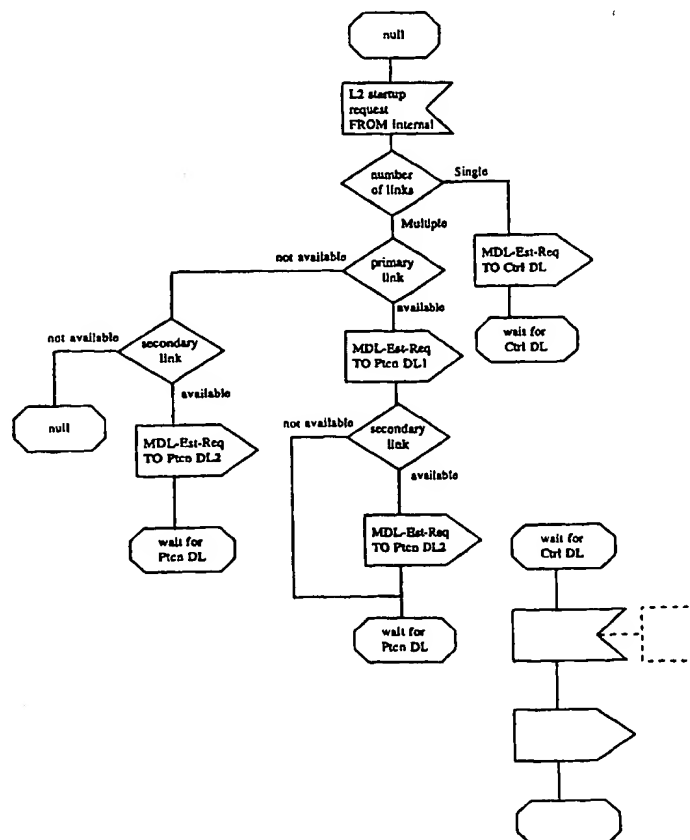 null
L2 startup
request
FROM Internal
number
of links
Single
Multiple
MDL-Est-Req
TO Ctrl DL
wait for
Ctrl DL
primary
link
not available
available
secondary
link
not available
available
null
MDL-Est-Req
TO Ptcn DL2
wait for
Ptcn DL
MDL-Est-Req
TO Ptcn DL1
secondary
link
not available
available
MDL-Est-Req
TO Ptcn DL2
wait for
Ptcn DL
wait for
Ctrl DL